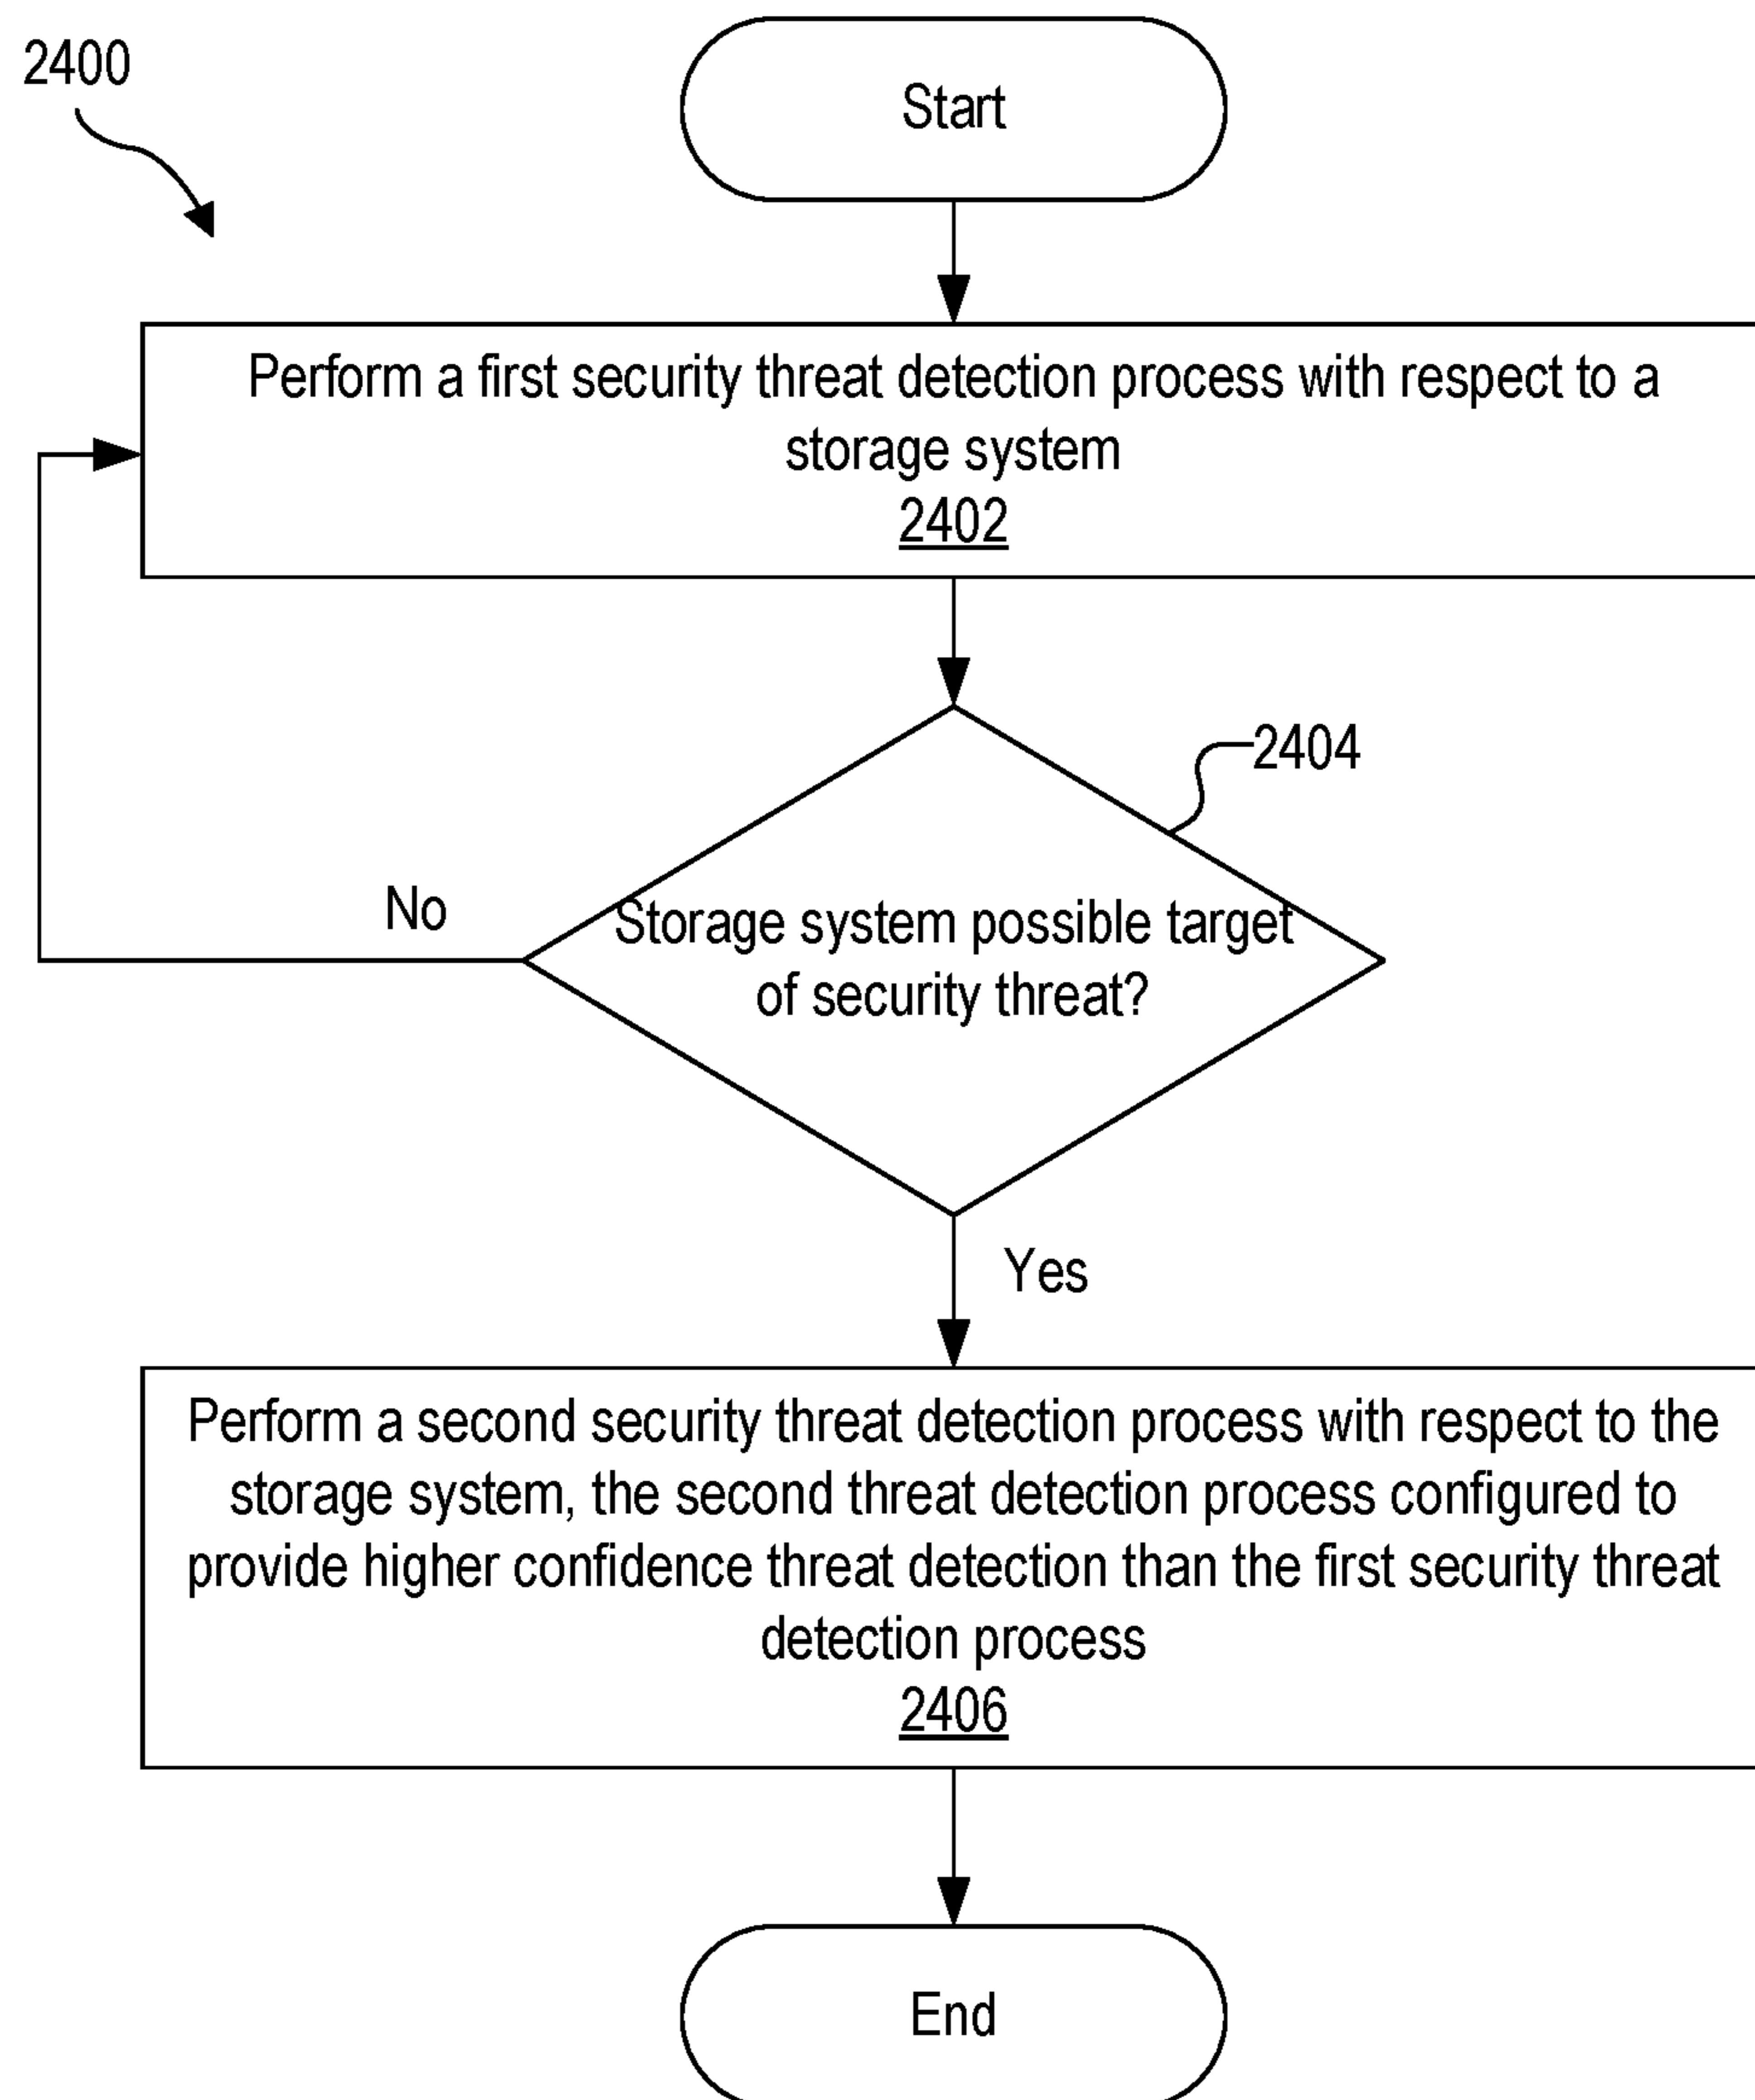 2400
Start
Perform a first security threat detection process with respect to a
storage system
2402
2404
Storage system possible target
of security threat?
No
Yes
Perform a second security threat detection process with respect to the
storage system, the second threat detection process configured to
provide higher confidence threat detection than the first security threat
detection process
2406
End